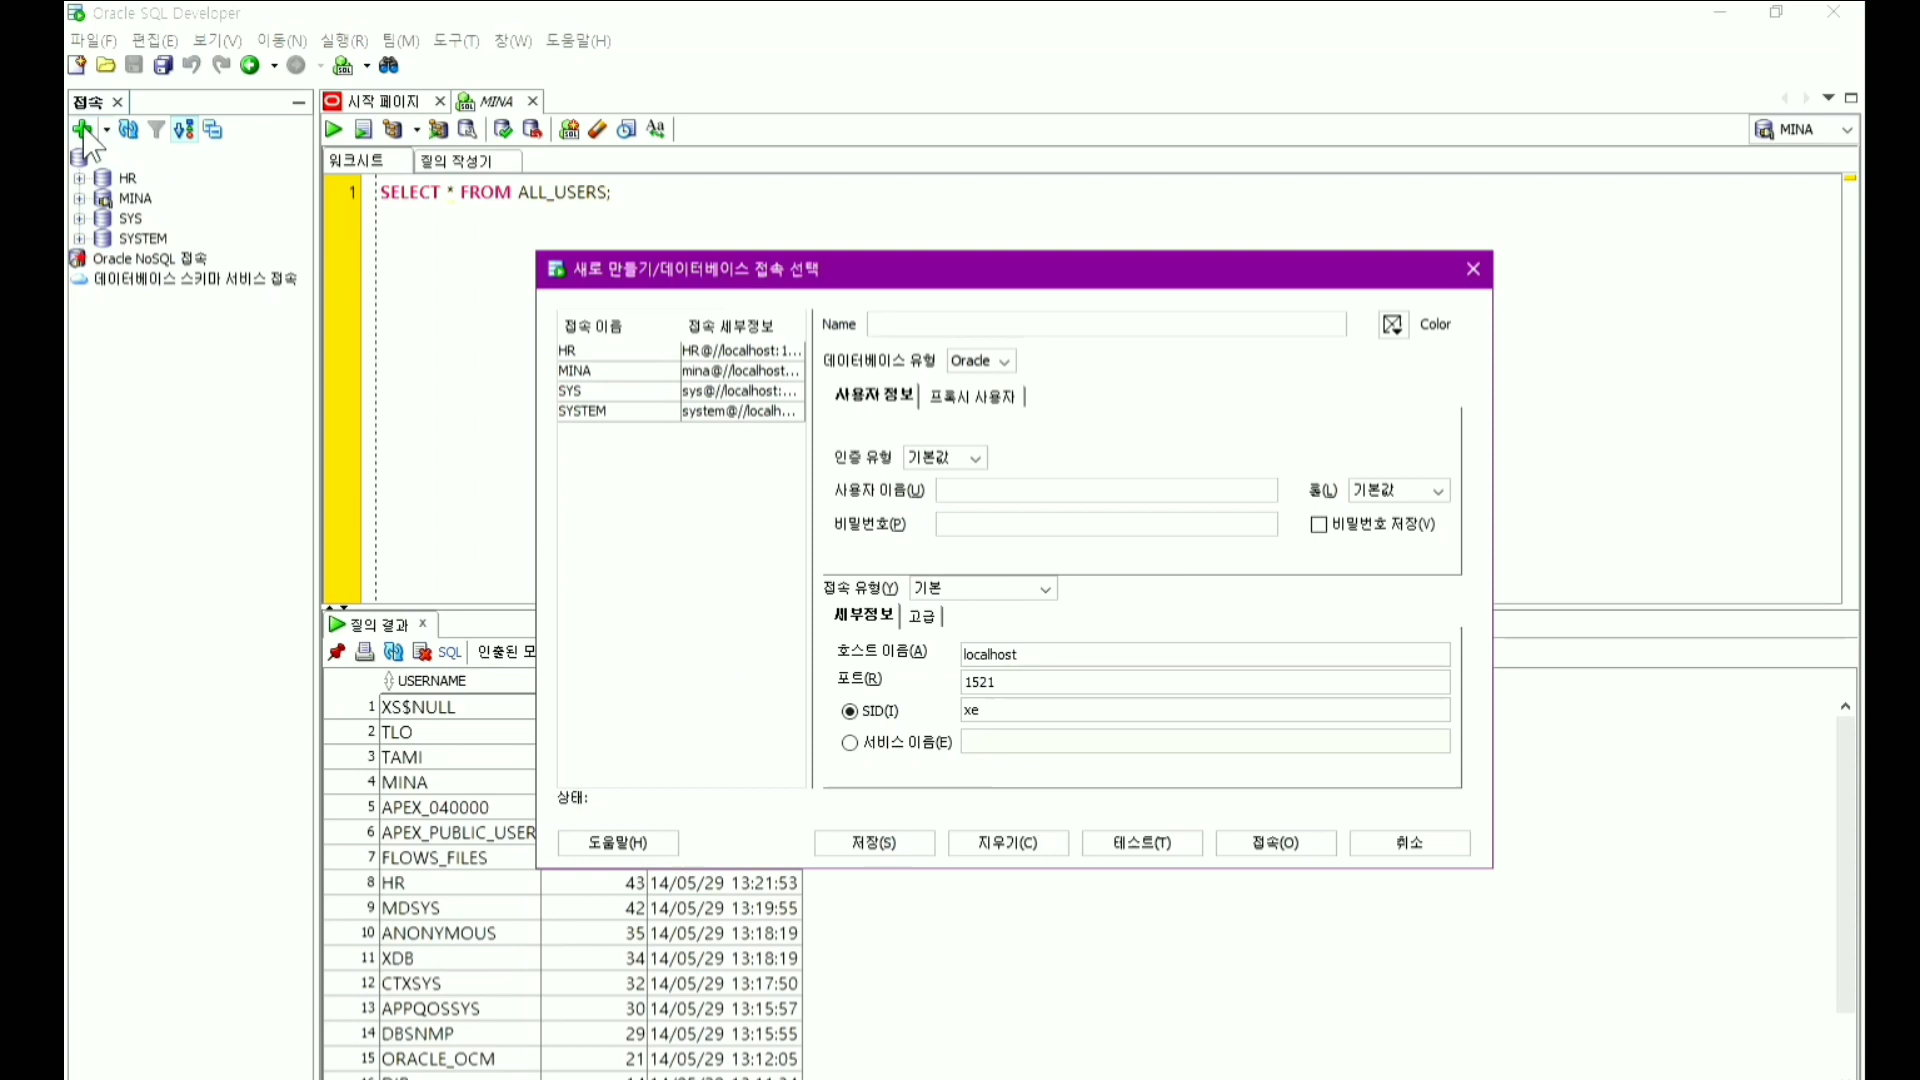 Oracle SQL Developer
파일(F) 편집(E) 보기(V) 이동(N) 실행(R) 팀(M) 도구(T) 창(W) 도움말(H)
접속
시작 페이지 MINA
MINA
워크시트 질의 작성기
1 SELECT * FROM ALL_USERS;
HR
MINA
SYS
SYSTEM
Oracle NoSQL 접속
데이터베이스 스키마 서비스 접속
새로 만들기/데이터베이스 접속 선택
접속 이름 접속 세부정보
HR HR@//localhost:1...
MINA mina@//localhost...
SYS sys@//localhost:...
SYSTEM system@//localh...
Name Color
데이터베이스 유형 Oracle
사용자 정보 프록시 사용자
인증 유형 기본값
사용자 이름(U) 롤(L) 기본값
비밀번호(P) 비밀번호 저장(V)
접속 유형(Y) 기본
세부정보 고급
호스트 이름(A) localhost
포트(R) 1521
SID(I) xe
서비스 이름(E)
상태:
도움말(H) 저장(S) 지우기(C) 테스트(T) 접속(O) 취소
질의 결과
SQL 인출된 모
USERNAME
1 XS$NULL
2 TLO
3 TAMI
4 MINA
5 APEX_040000
6 APEX_PUBLIC_USER
7 FLOWS_FILES
8 HR 43 14/05/29 13:21:53
9 MDSYS 42 14/05/29 13:19:55
10 ANONYMOUS 35 14/05/29 13:18:19
11 XDB 34 14/05/29 13:18:19
12 CTXSYS 32 14/05/29 13:17:50
13 APPQOSSYS 30 14/05/29 13:15:57
14 DBSNMP 29 14/05/29 13:15:55
15 ORACLE_OCM 21 14/05/29 13:12:05